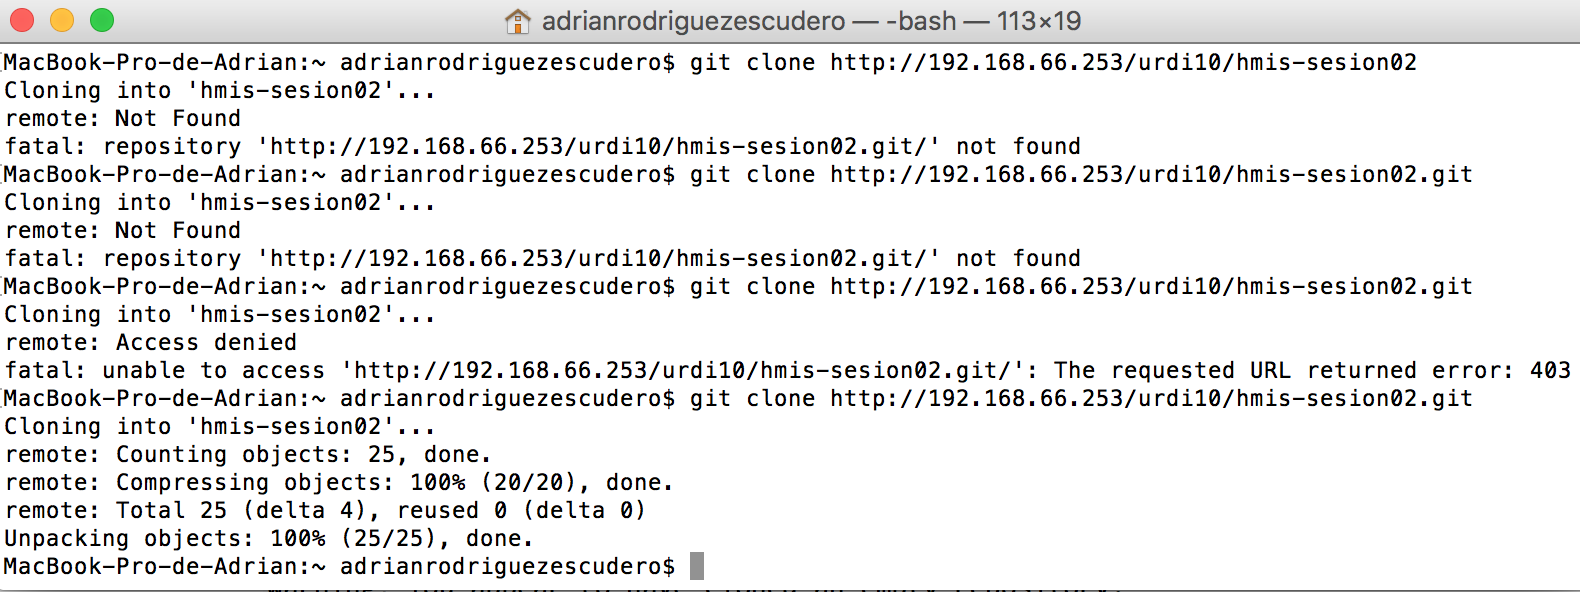 adrianrodriguezescudero — -bash — 113×19
MacBook-Pro-de-Adrian:~ adrianrodriguezescudero$ git clone http://192.168.66.253/urdi10/hmis-sesion02
Cloning into 'hmis-sesion02'...
remote: Not Found
fatal: repository 'http://192.168.66.253/urdi10/hmis-sesion02.git/' not found
MacBook-Pro-de-Adrian:~ adrianrodriguezescudero$ git clone http://192.168.66.253/urdi10/hmis-sesion02.git
Cloning into 'hmis-sesion02'...
remote: Not Found
fatal: repository 'http://192.168.66.253/urdi10/hmis-sesion02.git/' not found
MacBook-Pro-de-Adrian:~ adrianrodriguezescudero$ git clone http://192.168.66.253/urdi10/hmis-sesion02.git
Cloning into 'hmis-sesion02'...
remote: Access denied
fatal: unable to access 'http://192.168.66.253/urdi10/hmis-sesion02.git/': The requested URL returned error: 403
MacBook-Pro-de-Adrian:~ adrianrodriguezescudero$ git clone http://192.168.66.253/urdi10/hmis-sesion02.git
Cloning into 'hmis-sesion02'...
remote: Counting objects: 25, done.
remote: Compressing objects: 100% (20/20), done.
remote: Total 25 (delta 4), reused 0 (delta 0)
Unpacking objects: 100% (25/25), done.
MacBook-Pro-de-Adrian:~ adrianrodriguezescudero$